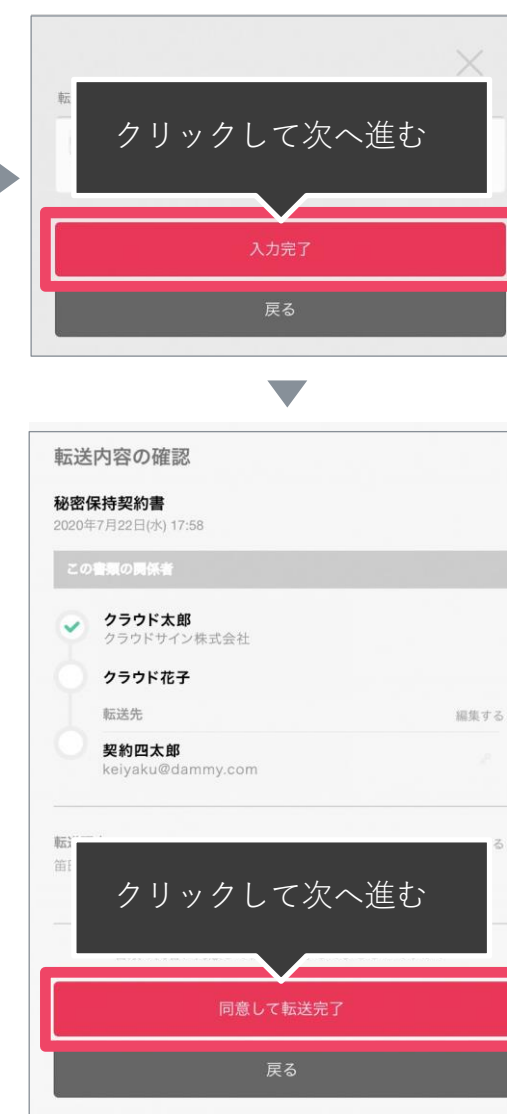 転
クリックして次へ進む
入力完了
戻る
転送内容の確認
秘密保持契約書
2020年7月22日(水) 17:58
この書類の関係者
クラウド太郎
クラウドサイン株式会社
クラウド花子
転送先 編集する
契約四太郎
keiyaku@dammy.com
転送
る
クリックして次へ進む
同意して転送完了
戻る